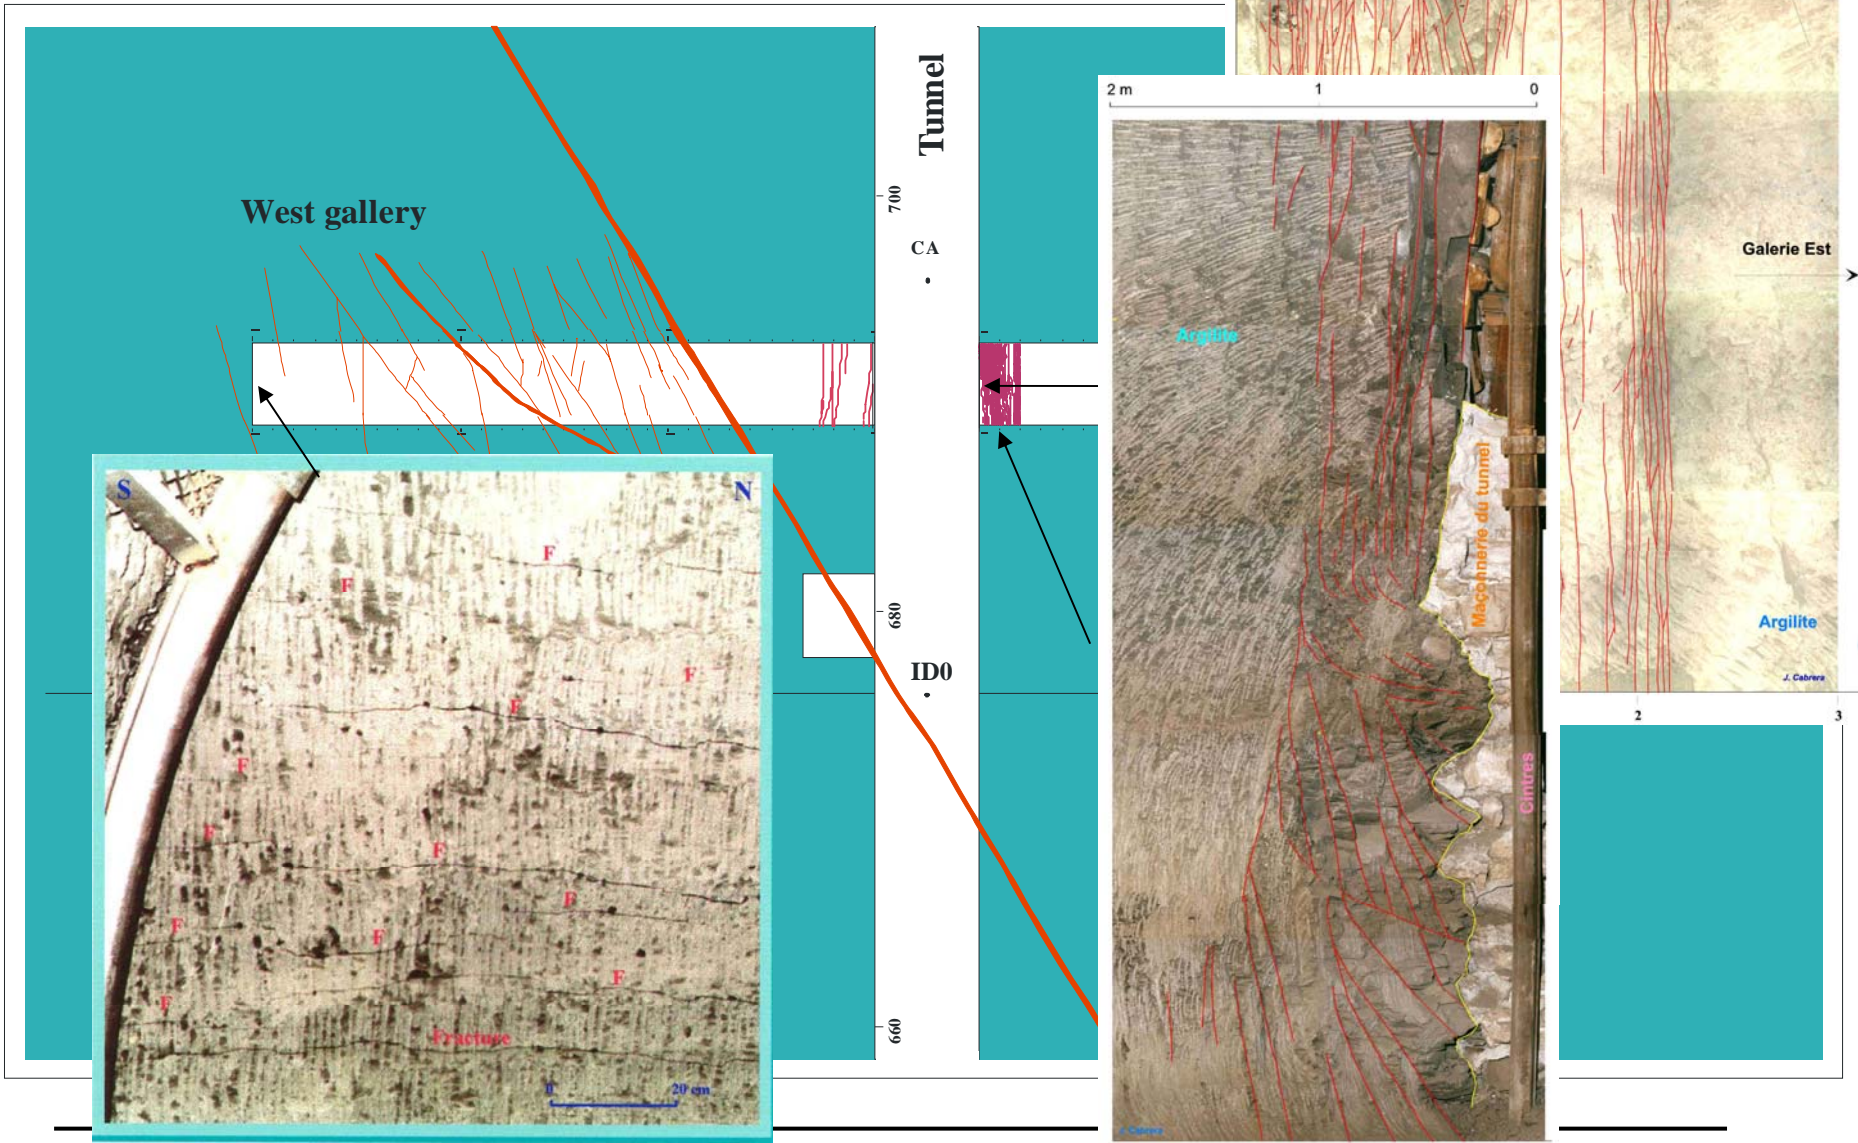 2 m
1
0
Tunnel
700
West gallery
CA
Galerie Est
Argilite
Maçonnerie du tunnel
S
N
F
F
680
Argilite
ID0
F
F
J. Cabrera
2
3
F
Cintres
F
F
F
F
F
F
F
660
Fracture
0
20 cm
J. Cabrera